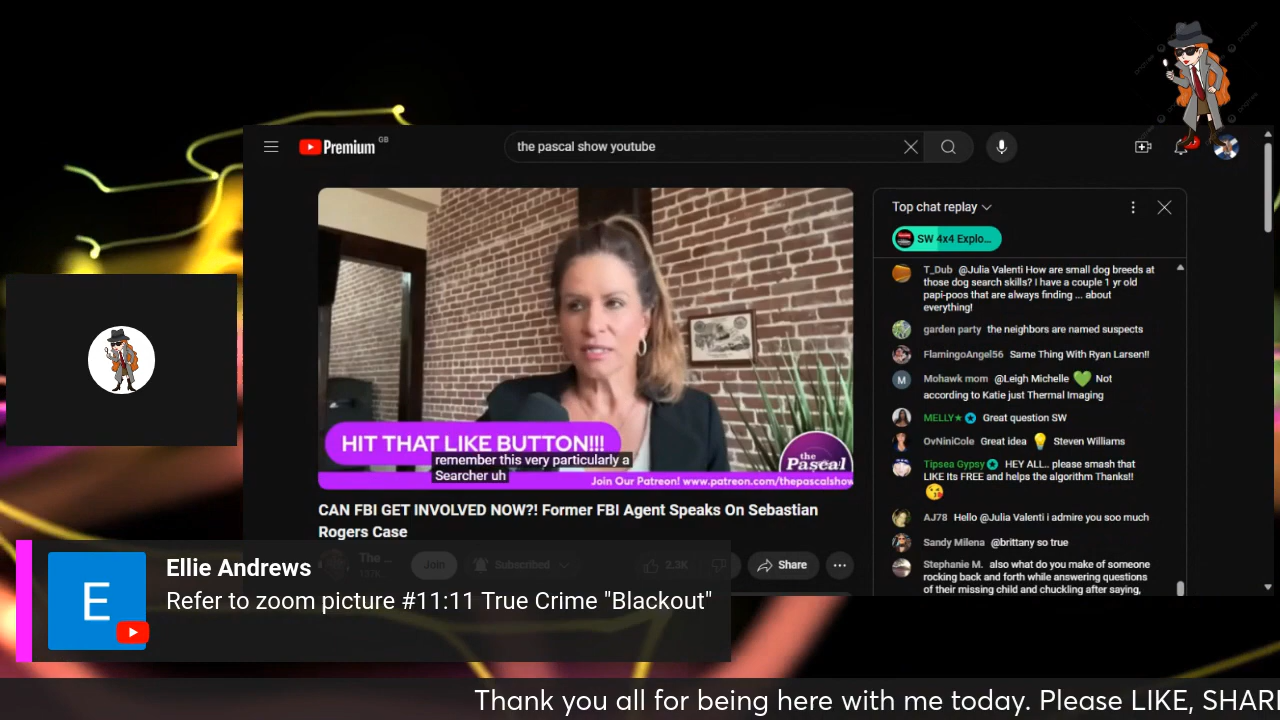 Premium GB
the pascal show youtube
Top chat replay
SW 4x4 Explo...
T_Dub @Julia Valenti How are small dog breeds at
those dog search skills? I have a couple 1 yr old
papi-poos that are always finding ... about
everything!
garden party the neighbors are named suspects
FlamingoAngel56 Same Thing With Ryan Larsen!!
M
Mohawk mom @Leigh Michelle 💚 Not
according to Katie just Thermal Imaging
MELLY★ Great question SW
OvNiniCole Great idea 💡 Steven Williams
Tipsea Gypsy HEY ALL.. please smash that
LIKE Its FREE and helps the algorithm Thanks!!
😘
AJ78 Hello @Julia Valenti i admire you soo much
Sandy Milena @brittany so true
Stephanie M. also what do you make of someone
rocking back and forth while answering questions
of their missing child and chuckling after saying,
HIT THAT LIKE BUTTON!!!
remember this very particularly a
Searcher uh
the
Pascal
Join Our Patreon! www.patreon.com/thepascalshow
CAN FBI GET INVOLVED NOW?! Former FBI Agent Speaks On Sebastian
Rogers Case
The ...
Join
Subscribed
2.3K
Share
E
Ellie Andrews
Refer to zoom picture #11:11 True Crime "Blackout"
Thank you all for being here with me today. Please LIKE, SHAR